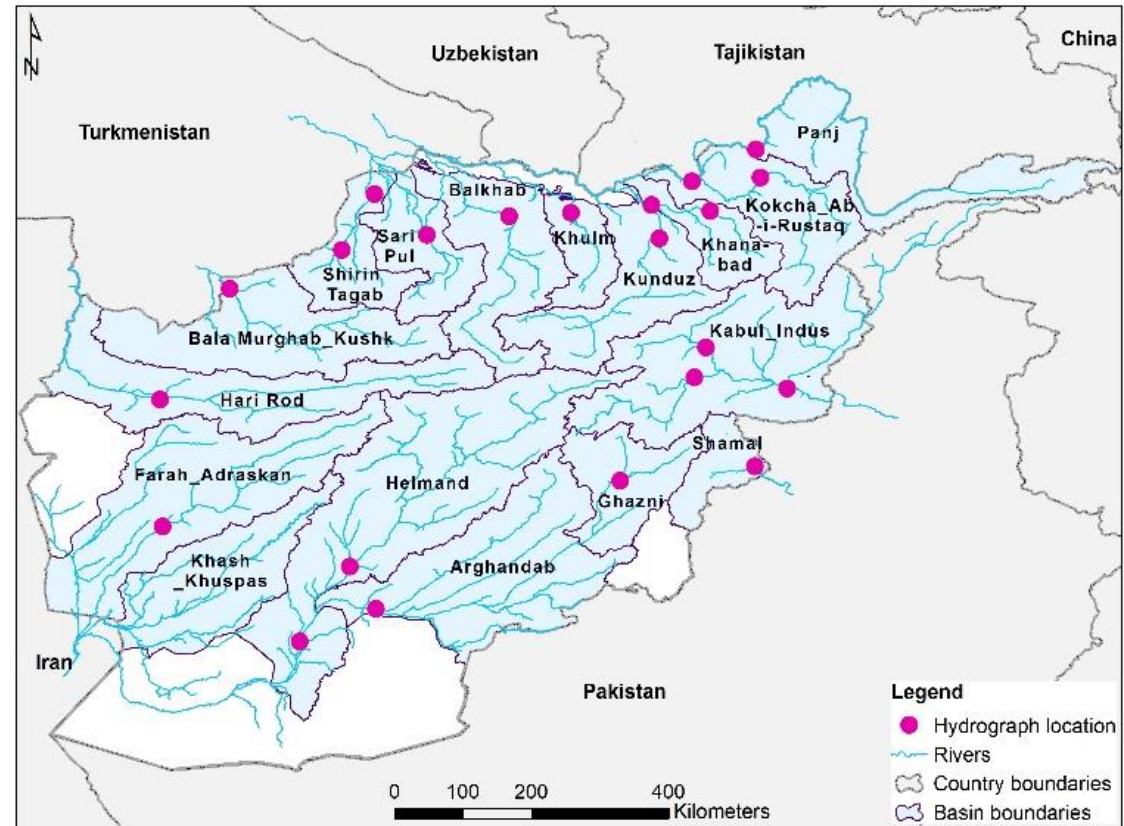 China
Uzbekistan
Tajikistan
N
Turkmenistan
Panj
Balkhab
Kokcha_Ab
-i-Rustaq
Sari
Pul
Khulm
Khana-
bad
Shirin
Tagab
Kunduz
Bala Murghab_Kushk
Kabul_Indus
Hari Rod
Shamal
Farah_Adraskan
Helmand
Ghazni
Khash
_Khuspas
Arghandab
Iran
Pakistan
Legend
Hydrograph location
Rivers
Country boundaries
Basin boundaries
0 100 200 400
Kilometers